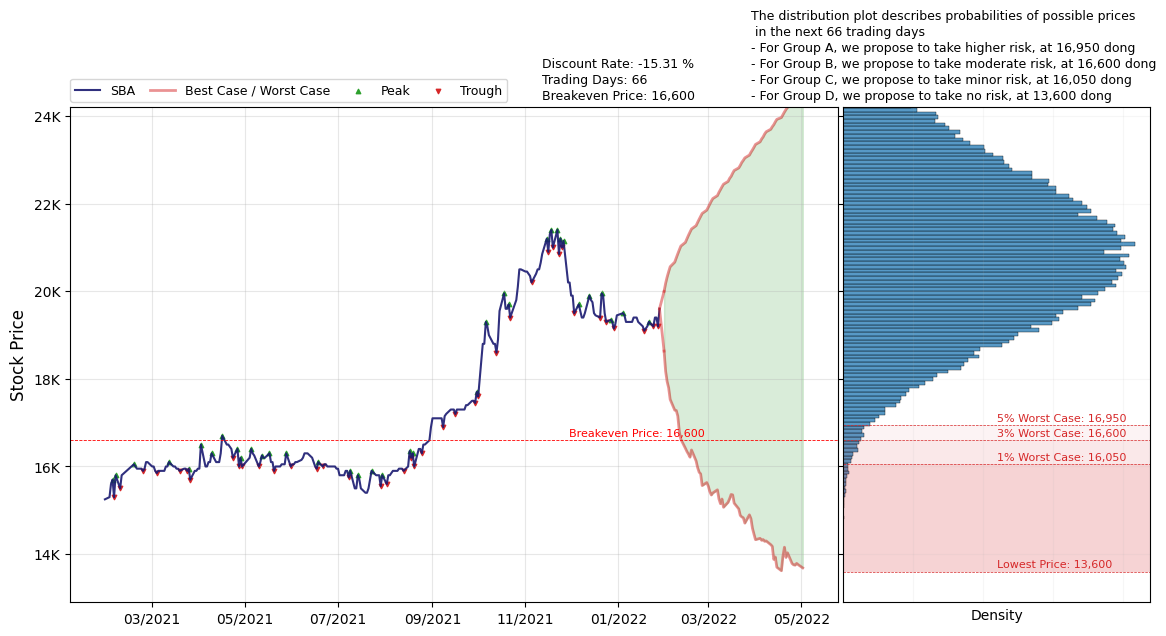 The distribution plot describes probabilities of possible prices
in the next 66 trading days
- For Group A, we propose to take higher risk, at 16,950 dong
- For Group B, we propose to take moderate risk, at 16,600 dong
- For Group C, we propose to take minor risk, at 16,050 dong
- For Group D, we propose to take no risk, at 13,600 dong
Discount Rate: -15.31 %
Trading Days: 66
Breakeven Price: 16,600
SBA
Best Case / Worst Case
Peak
Trough
Stock Price
24K
22K
20K
18K
16K
14K
Breakeven Price: 16,600
5% Worst Case: 16,950
3% Worst Case: 16,600
1% Worst Case: 16,050
Lowest Price: 13,600
03/2021
05/2021
07/2021
09/2021
11/2021
01/2022
03/2022
05/2022
Density